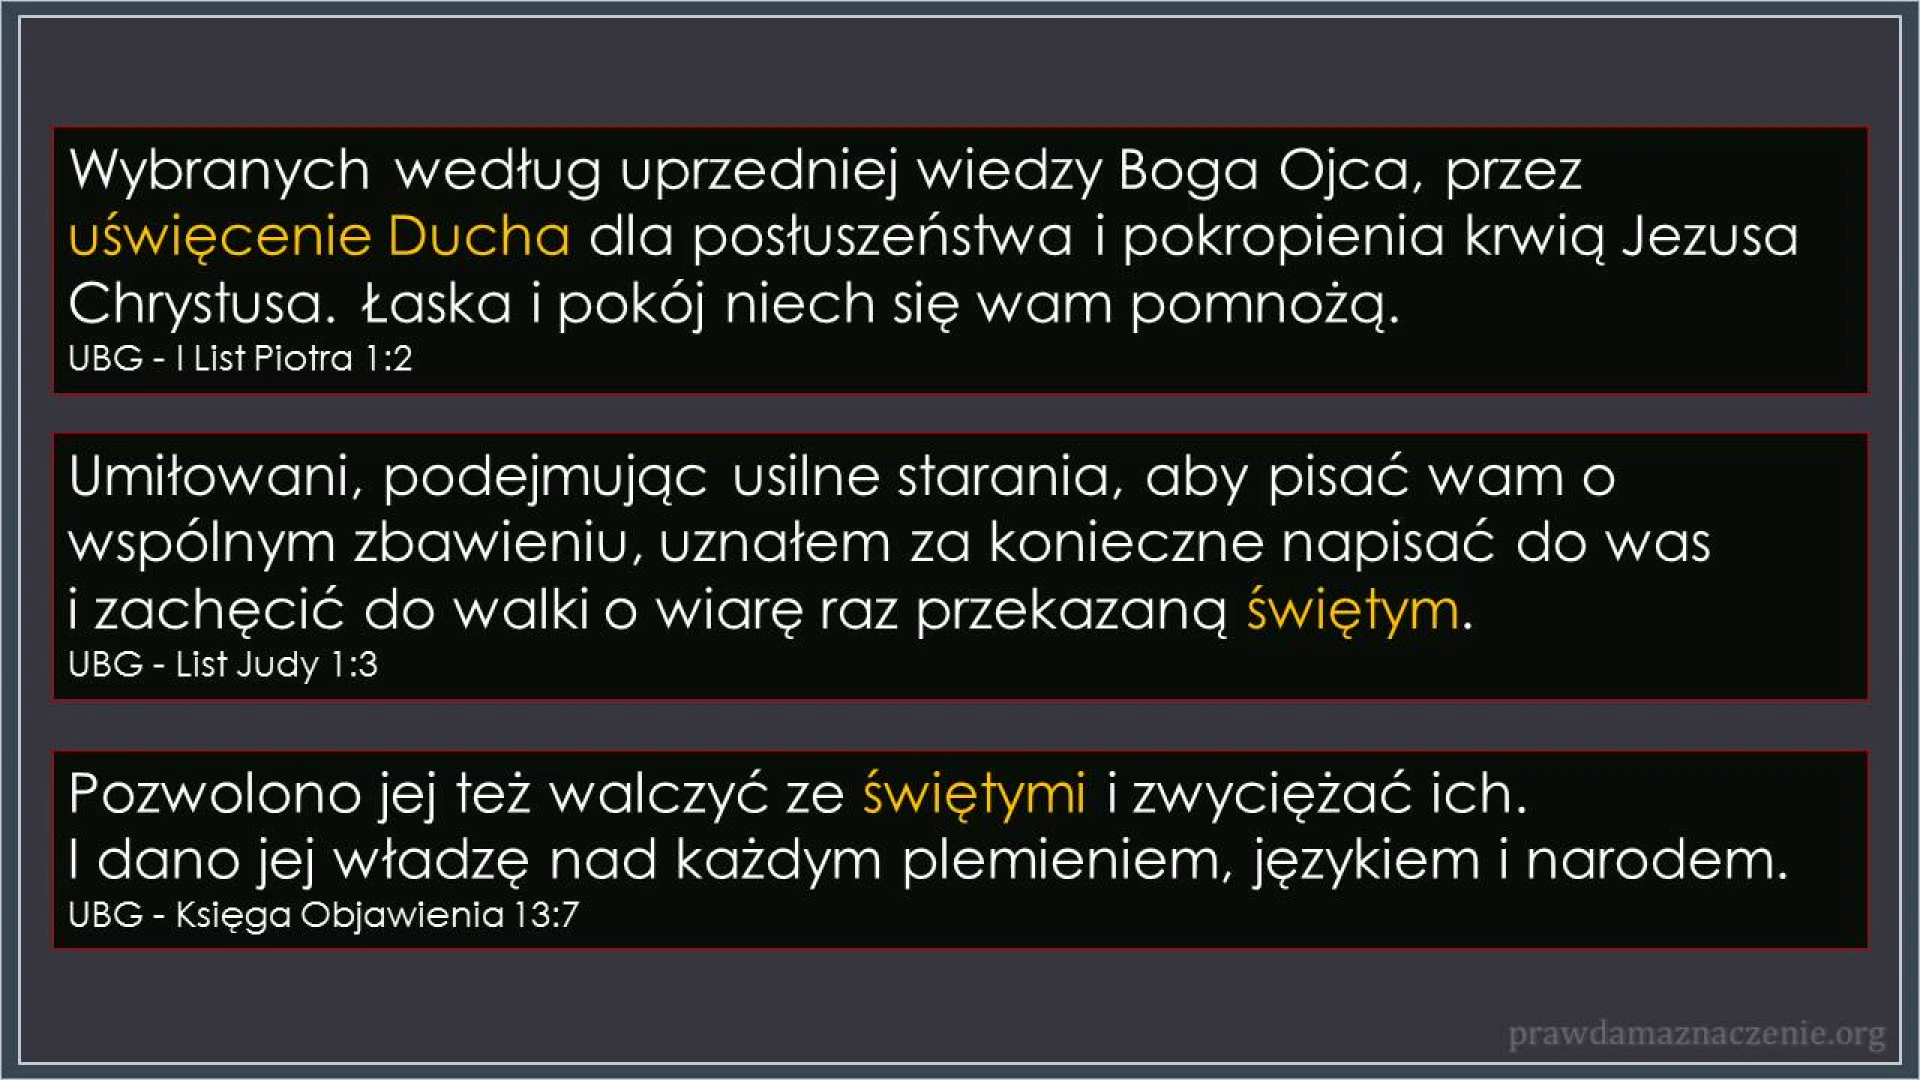 Wybranych według uprzedniej wiedzy Boga Ojca, przez
uświęcenie Ducha dla posłuszeństwa i pokropienia krwią Jezusa
Chrystusa. Łaska i pokój niech się wam pomnożą.
UBG - I List Piotra 1:2
Umiłowani, podejmując usilne starania, aby pisać wam o
wspólnym zbawieniu, uznałem za konieczne napisać do was
i zachęcić do walki o wiarę raz przekazaną świętym.
UBG - List Judy 1:3
Pozwolono jej też walczyć ze świętymi i zwyciężać ich.
I dano jej władzę nad każdym plemieniem, językiem i narodem.
UBG - Księga Objawienia 13:7
prawdamaznaczenie.org